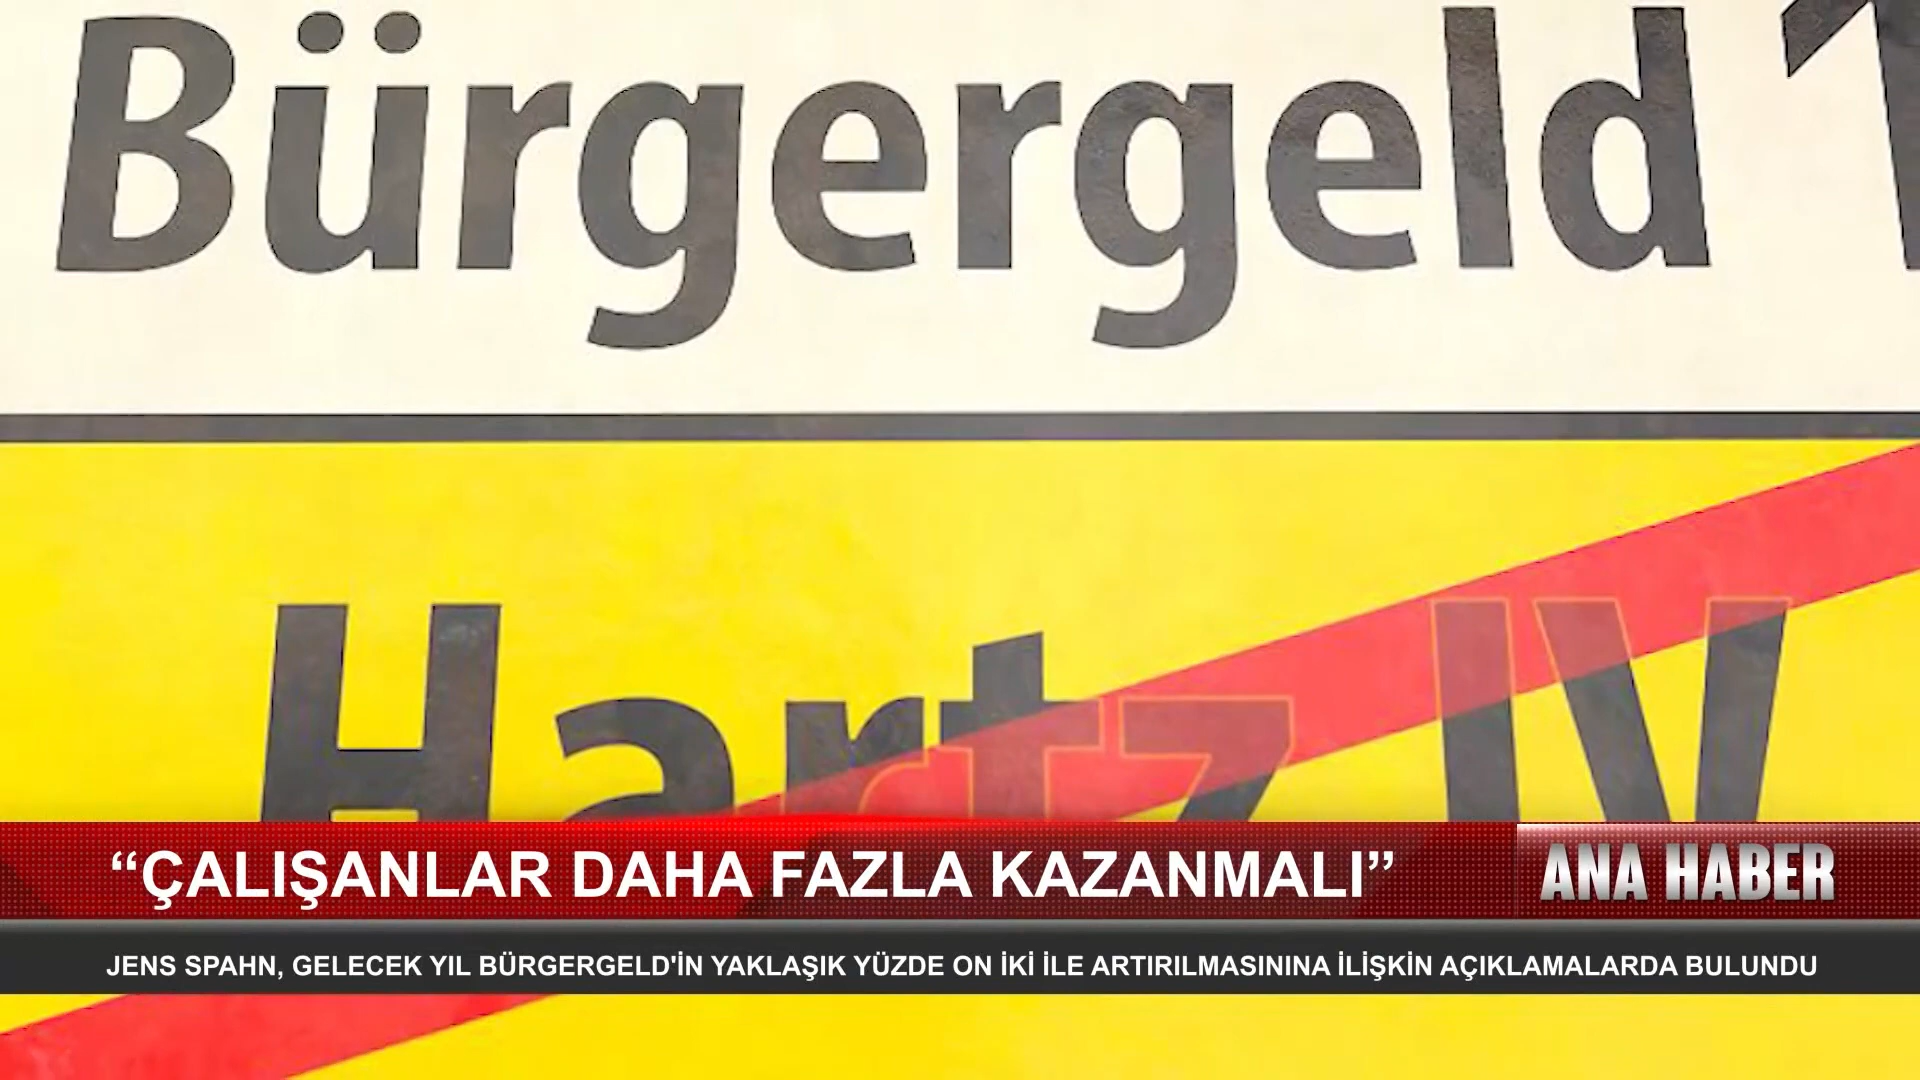 Bürgergeld
Hartz IV
“ÇALIŞANLAR DAHA FAZLA KAZANMALI”
ANA HABER
JENS SPAHN, GELECEK YIL BÜRGERGELD'İN YAKLAŞIK YÜZDE ON İKİ İLE ARTIRILMASININA İLİŞKİN AÇIKLAMALARDA BULUNDU